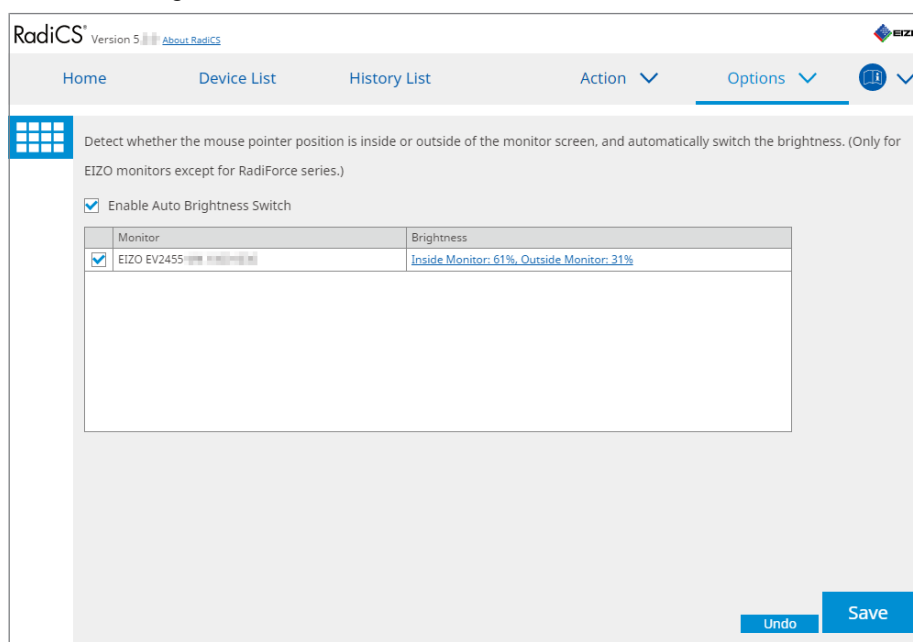 RadiCS® Version 5. About RadiCS
EIZ
Home Device List History List Action Options
Detect whether the mouse pointer position is inside or outside of the monitor screen, and automatically switch the brightness. (Only for
EIZO monitors except for RadiForce series.)
Enable Auto Brightness Switch
Monitor Brightness
EIZO EV2455 Inside Monitor: 61%, Outside Monitor: 31%
Undo Save